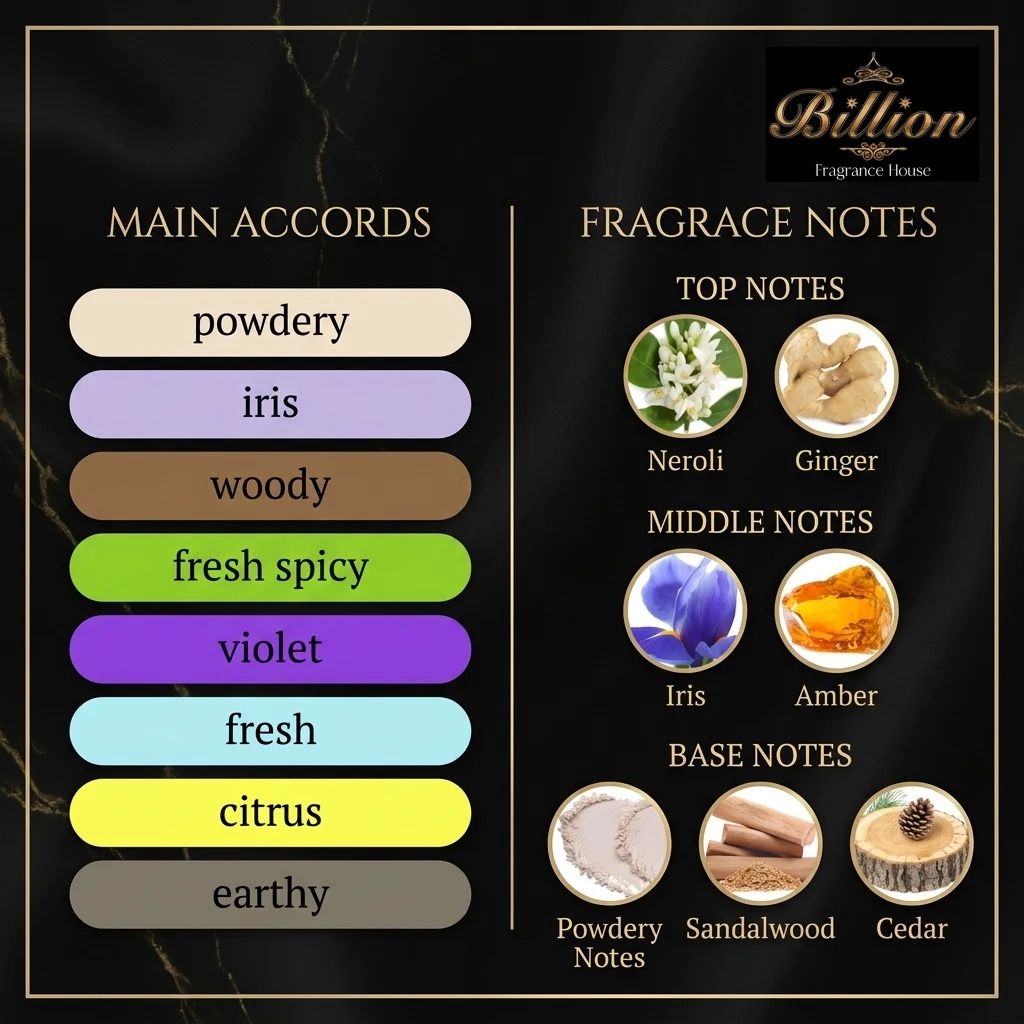 Billion
Fragrance House
MAIN ACCORDS
powdery
iris
woody
fresh spicy
violet
fresh
citrus
earthy
FRAGRACE NOTES
TOP NOTES
Neroli
Ginger
MIDDLE NOTES
Iris
Amber
BASE NOTES
Powdery
Notes
Sandalwood
Cedar